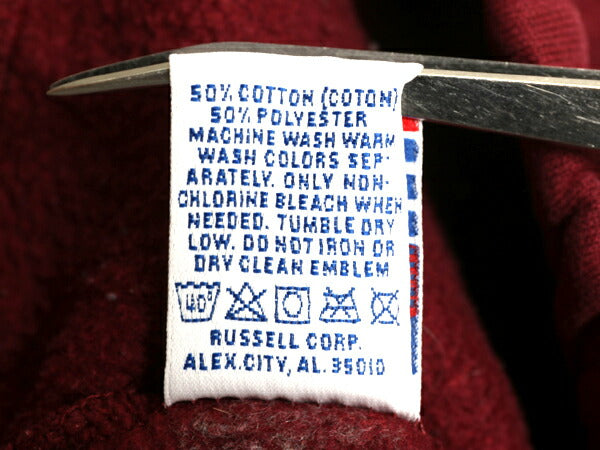 50% COTTON (COTON)
50% POLYESTER
MACHINE WASH WARM
WASH COLORS SEP-
ARATELY. ONLY NON-
CHLORINE BLEACH WHEN
NEEDED. TUMBLE DRY
LOW. DO NOT IRON OR
DRY CLEAN EMBLEM
40°
RUSSELL CORP.
ALEX.CITY, AL. 35010